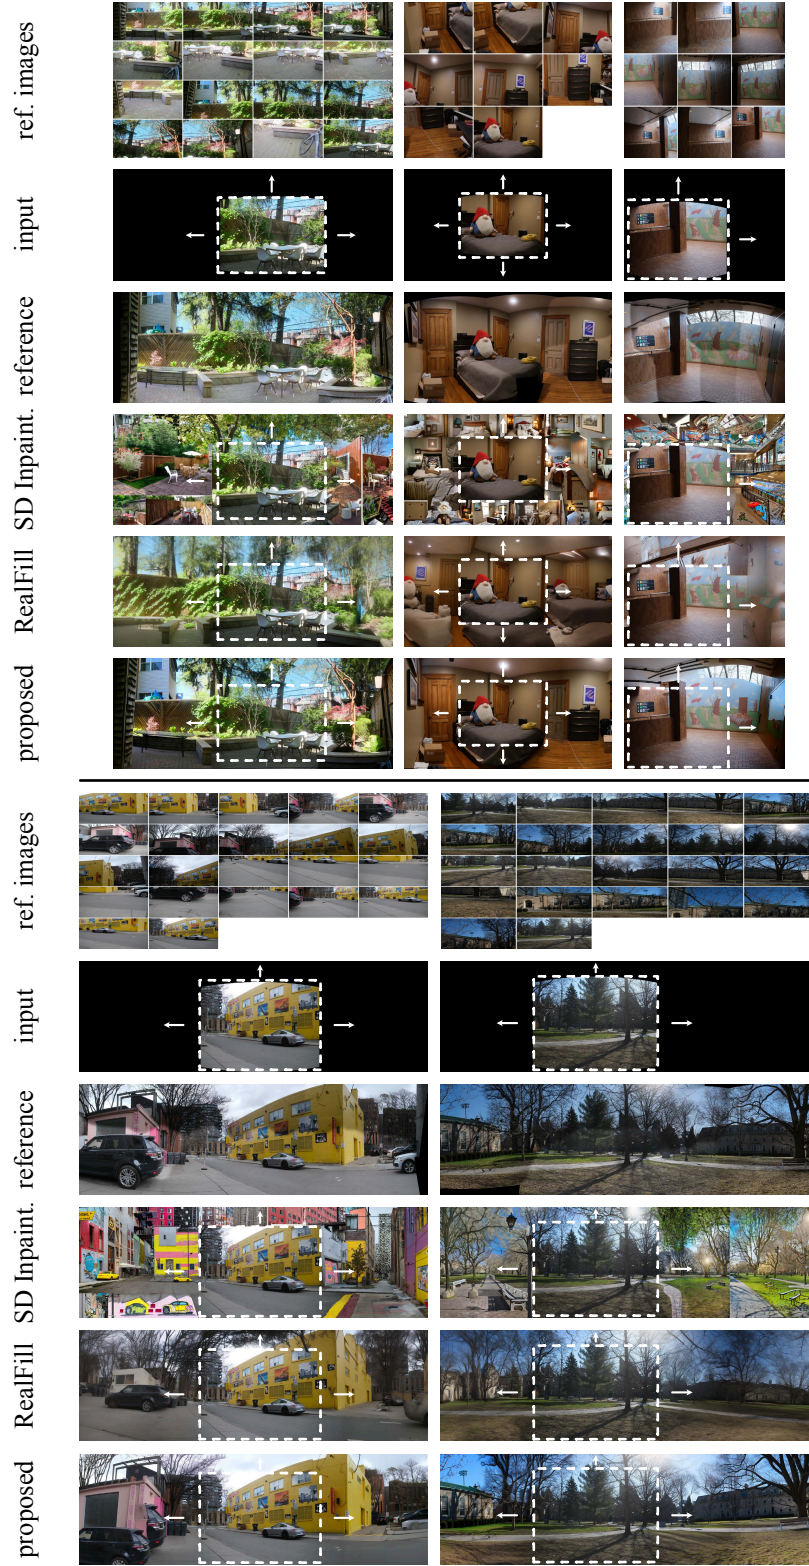 ref. images
input
reference
SD Inpaint.
RealFill
proposed
ref. images
input
reference
SD Inpaint.
RealFill
proposed